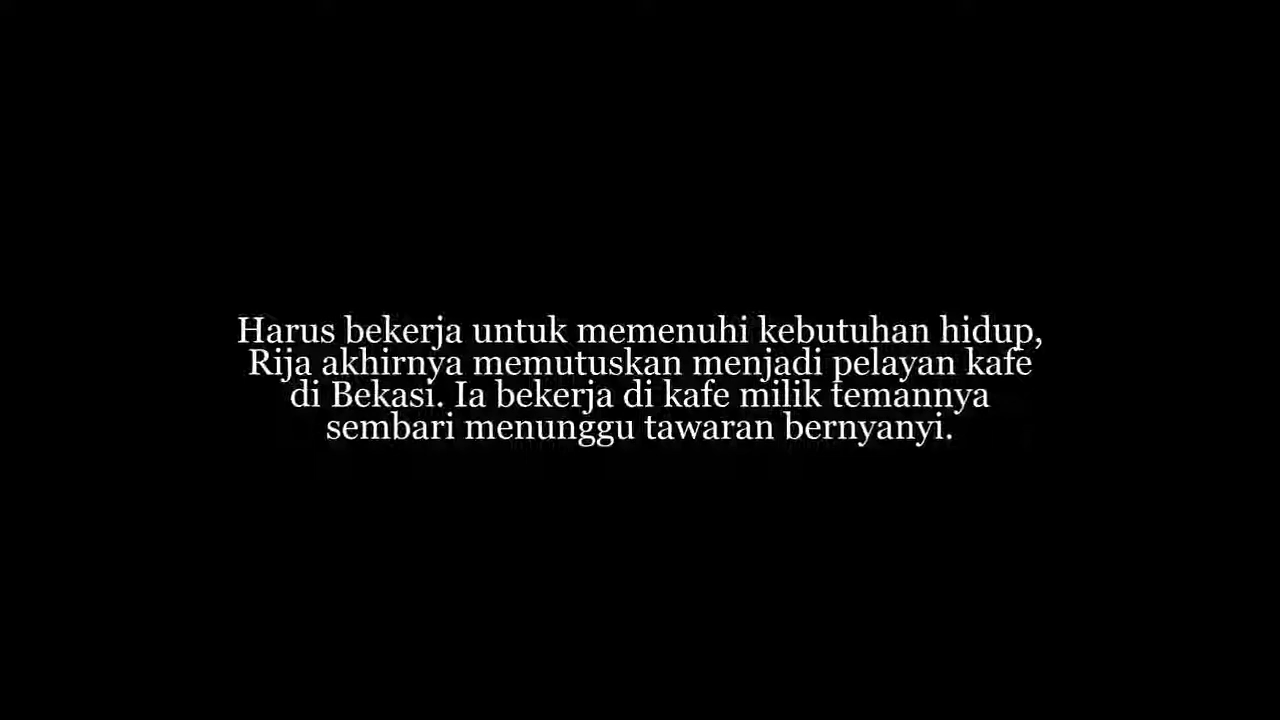 Harus bekerja untuk memenuhi kebutuhan hidup,
Rija akhirnya memutuskan menjadi pelayan kafe
di Bekasi. Ia bekerja di kafe milik temannya
sembari menunggu tawaran bernyanyi.